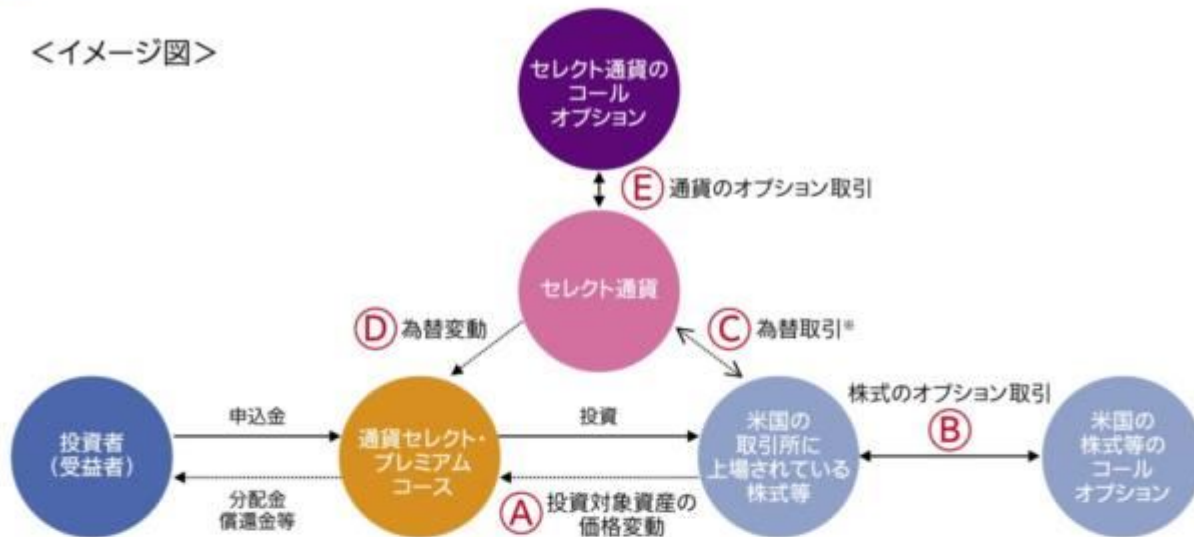 ＜イメージ図＞
セレクト通貨の
コール
オプション
Ⓔ 通貨のオプション取引
セレクト通貨
Ⓓ 為替変動
Ⓒ 為替取引※
投資者
(受益者)
申込金
分配金
償還金等
通貨セレクト・
プレミアム
コース
投資
Ⓐ 投資対象資産の
価格変動
米国の
取引所に
上場されている
株式等
株式のオプション取引
Ⓑ
米国の
株式等の
コール
オプション